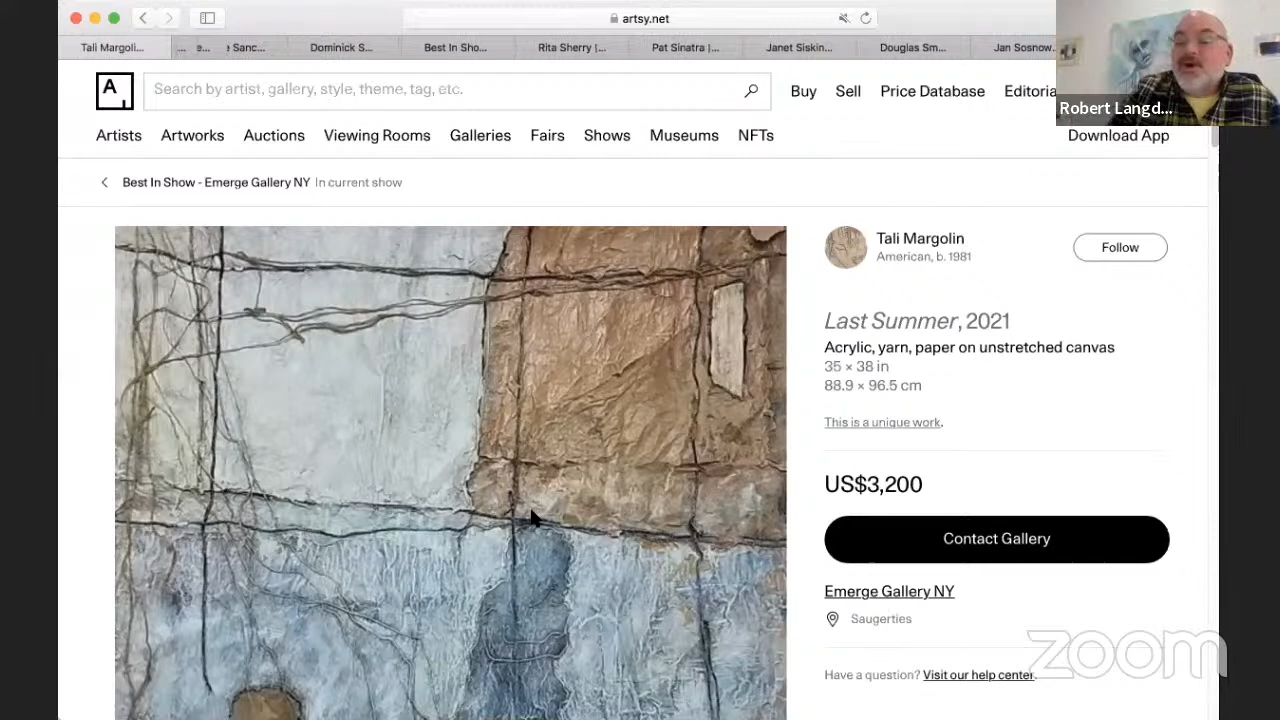 artsy.net
Tali Margoli...
...
e...
e Sanc...
Dominick S...
Best In Sho...
Rita Sherry |...
Pat Sinatra |...
Janet Siskin...
Douglas Sm...
Jan Sosnow...
A
Search by artist, gallery, style, theme, tag, etc.
Buy Sell Price Database Editoria
Robert Langd...
Artists Artworks Auctions Viewing Rooms Galleries Fairs Shows Museums NFTs Download App
Best In Show - Emerge Gallery NY In current show
Tali Margolin
American, b. 1981
Follow
Last Summer, 2021
Acrylic, yarn, paper on unstretched canvas
35 × 38 in
88.9 × 96.5 cm
This is a unique work.
US$3,200
Contact Gallery
Emerge Gallery NY
Saugerties
Have a question? Visit our help center.
zoom